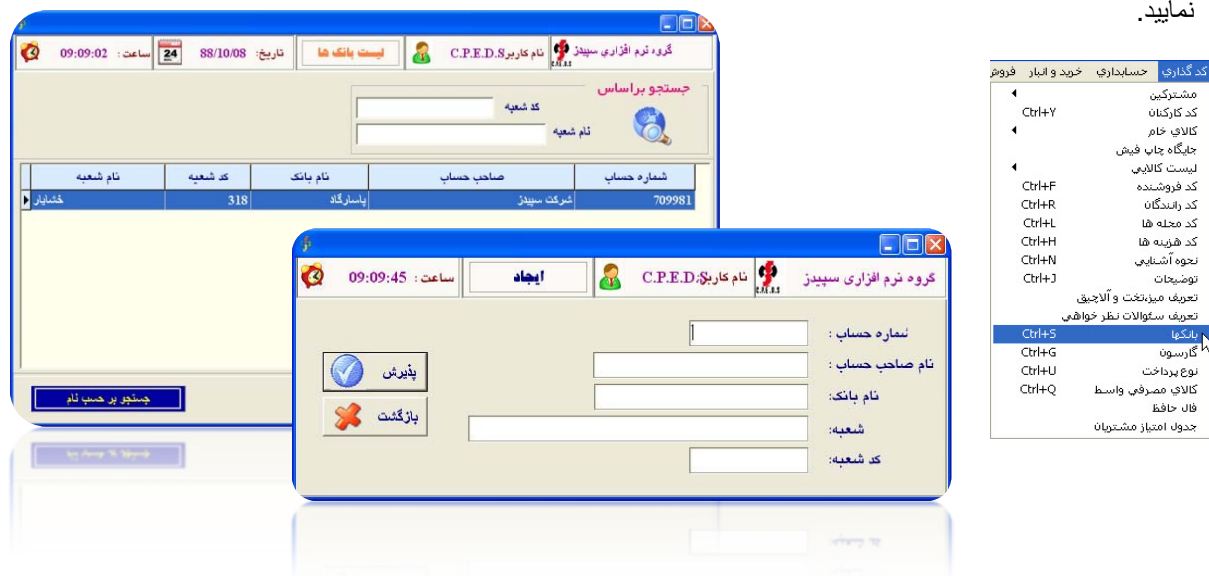 نمایید.
گروه نرم افزاری سپیدز نام کاربر C.P.E.D.S لیست بانک ها تاریخ: 88/10/08 24 ساعت : 09:09:02
جستجو براساس
کد شعبه
نام شعبه
شماره حساب صاحب حساب نام بانک کد شعبه نام شعبه
709981 شرکت سپیدز پاسارگاد 318 خشایار
جستجو بر حسب نام
گروه نرم افزاری سپیدز نام کاربر C.P.E.D.S ایجاد ساعت : 09:09:45
شماره حساب :
نام صاحب حساب :
نام بانک:
شعبه:
کد شعبه:
پذیرش
بازگشت
کد گذاري حسابداري خرید و انبار فروش
مشترکین
کد کارکنان Ctrl+Y
کالاي خام
جایگاه چاپ فیش
لیست کالایی
کد فروشنده Ctrl+F
کد رانندگان Ctrl+R
کد محله ها Ctrl+L
کد هزینه ها Ctrl+H
نحوه آشنایی Ctrl+N
توضیحات Ctrl+J
تعریف میز،تخت و آلاچیق
تعریف سئوالات نظر خواهی
بانکها Ctrl+S
گارسون Ctrl+G
نوع پرداخت Ctrl+U
کالاي مصرفي واسط Ctrl+Q
فال حافظ
جدول امتیاز مشتریان